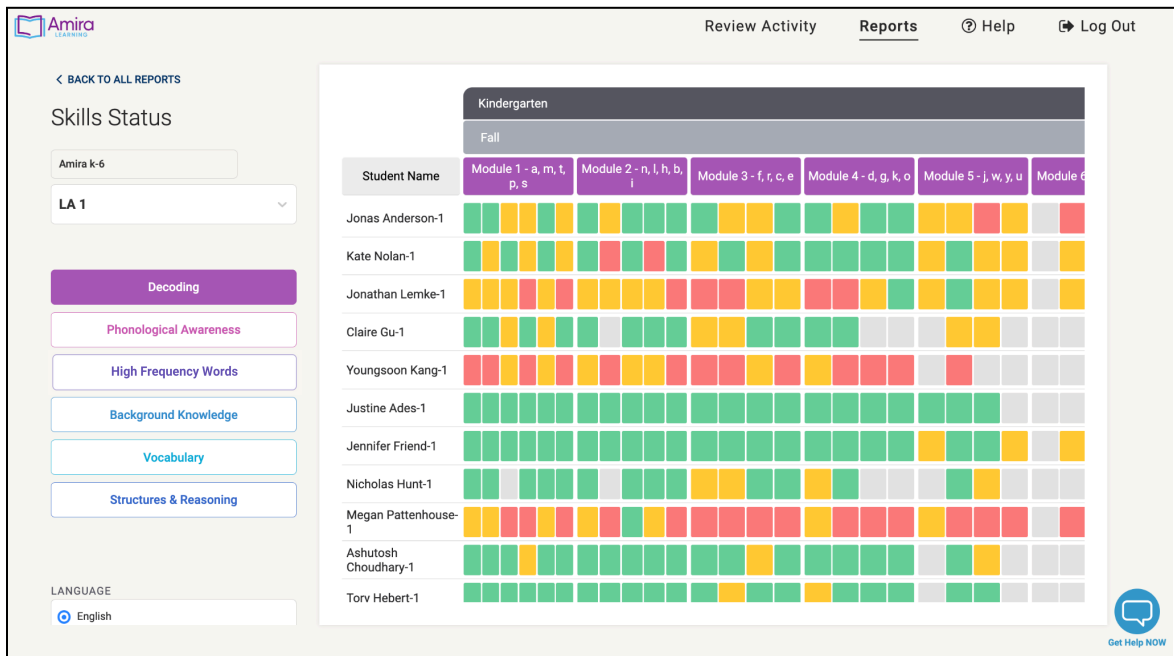 Amira
LEARNING
Review Activity
Reports
Help
Log Out
BACK TO ALL REPORTS
Skills Status
Amira k-6
LA 1
Decoding
Phonological Awareness
High Frequency Words
Background Knowledge
Vocabulary
Structures & Reasoning
LANGUAGE
English
Kindergarten
Fall
Student Name
Module 1 - a, m, t,
p, s
Module 2 - n, l, h, b,
i
Module 3 - f, r, c, e
Module 4 - d, g, k, o
Module 5 - j, w, y, u
Module 6
Jonas Anderson-1
Kate Nolan-1
Jonathan Lemke-1
Claire Gu-1
Youngsoon Kang-1
Justine Ades-1
Jennifer Friend-1
Nicholas Hunt-1
Megan Pattenhouse-
1
Ashutosh
Choudhary-1
Tory Hebert-1
Get Help NOW